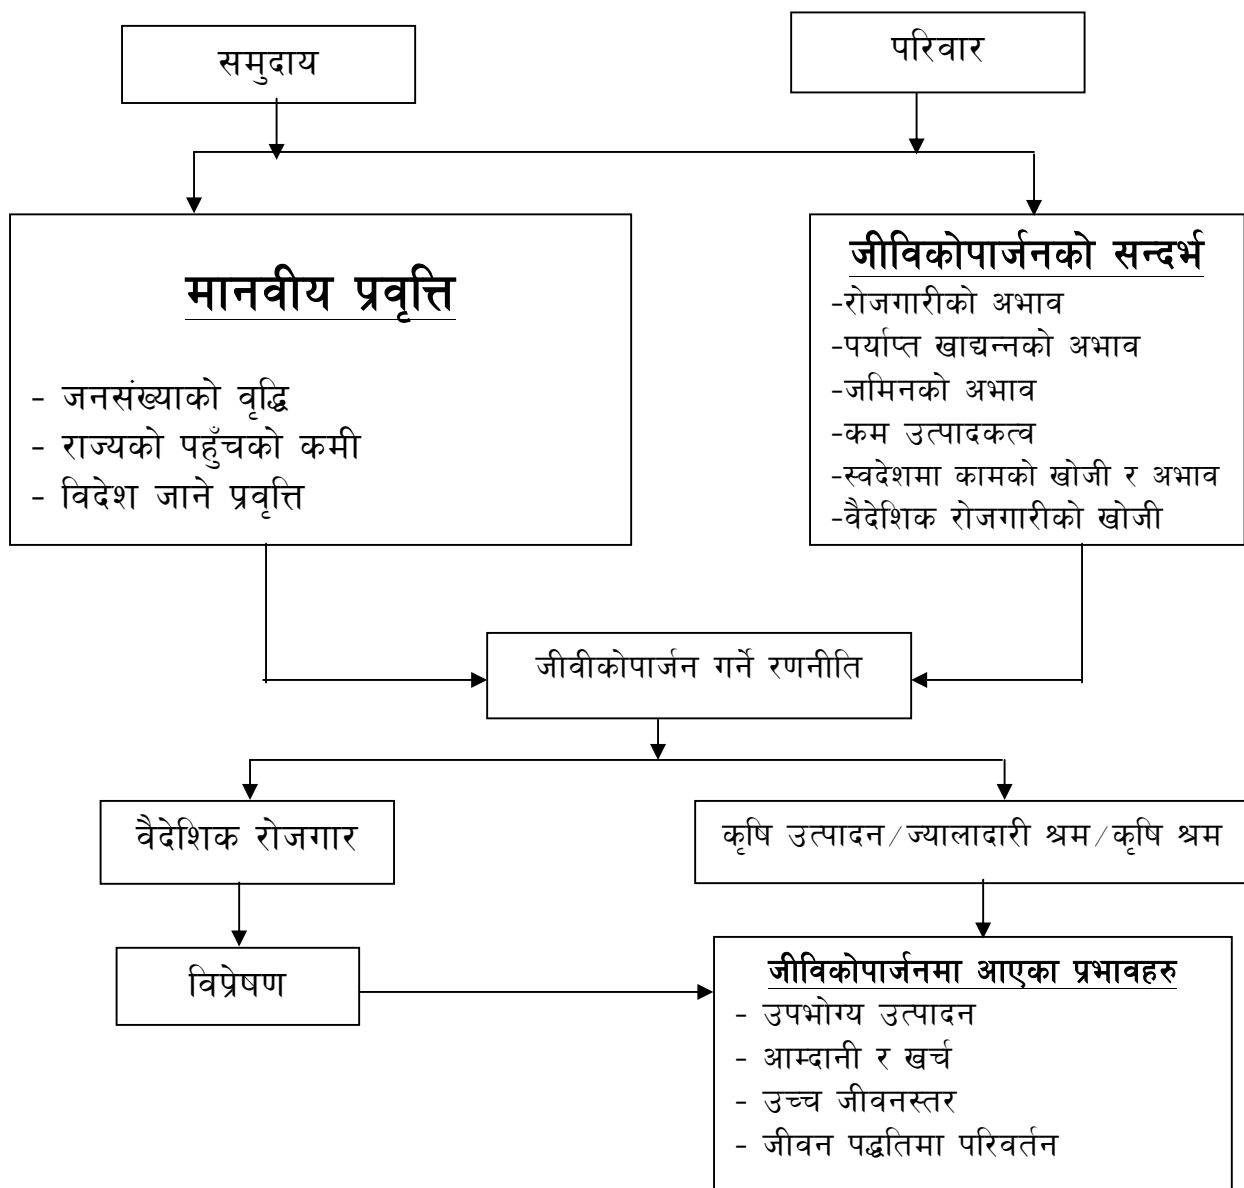 समुदाय
परिवार
मानवीय प्रवृत्ति
- जनसंख्याको वृद्धि
- राज्यको पहुँचको कमी
- विदेश जाने प्रवृत्ति
जीविकोपार्जनको सन्दर्भ
-रोजगारीको अभाव
-पर्याप्त खाद्यन्नको अभाव
-जमिनको अभाव
-कम उत्पादकत्व
-स्वदेशमा कामको खोजी र अभाव
-वैदेशिक रोजगारीको खोजी
जीवीकोपार्जन गर्ने रणनीति
वैदेशिक रोजगार
कृषि उत्पादन/ज्यालादारी श्रम/कृषि श्रम
विप्रेषण
जीविकोपार्जनमा आएका प्रभावहरु
- उपभोग्य उत्पादन
- आम्दानी र खर्च
- उच्च जीवनस्तर
- जीवन पद्धतिमा परिवर्तन